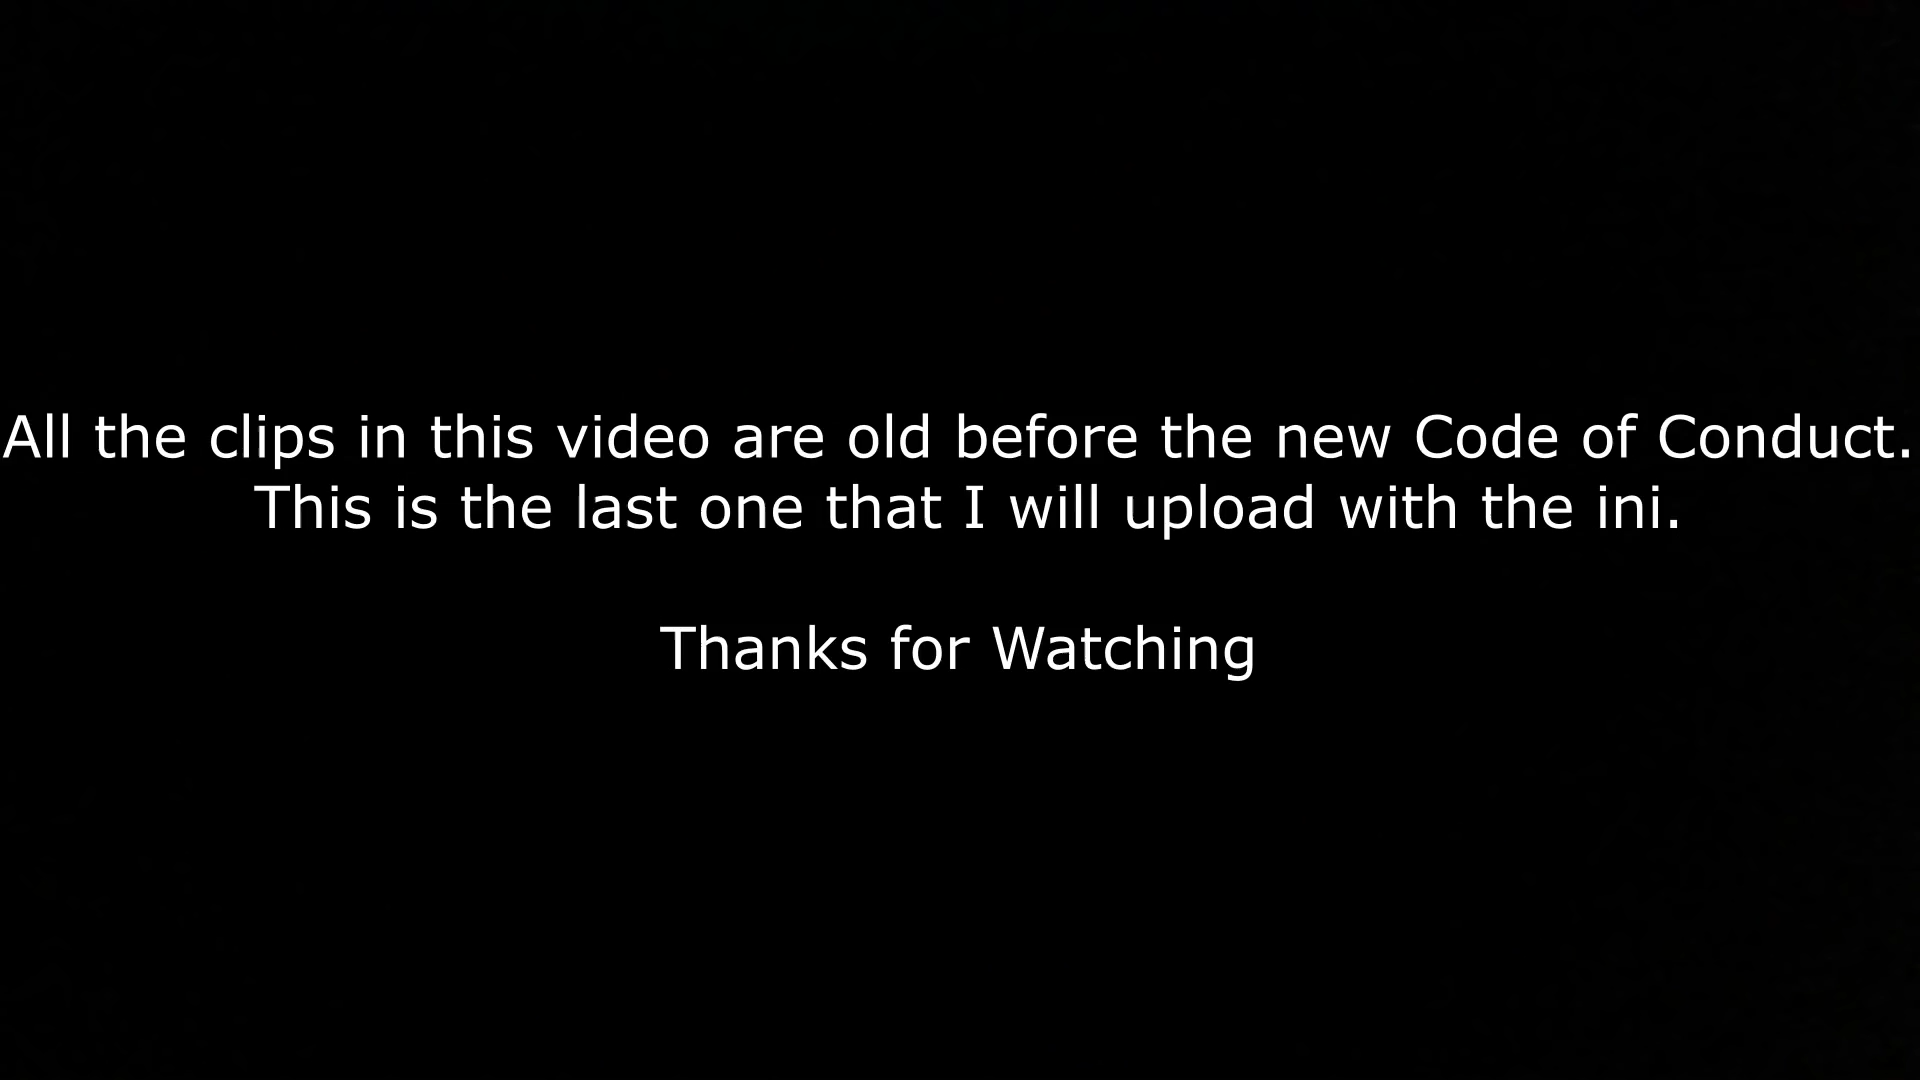 All the clips in this video are old before the new Code of Conduct.
This is the last one that I will upload with the ini.
Thanks for Watching